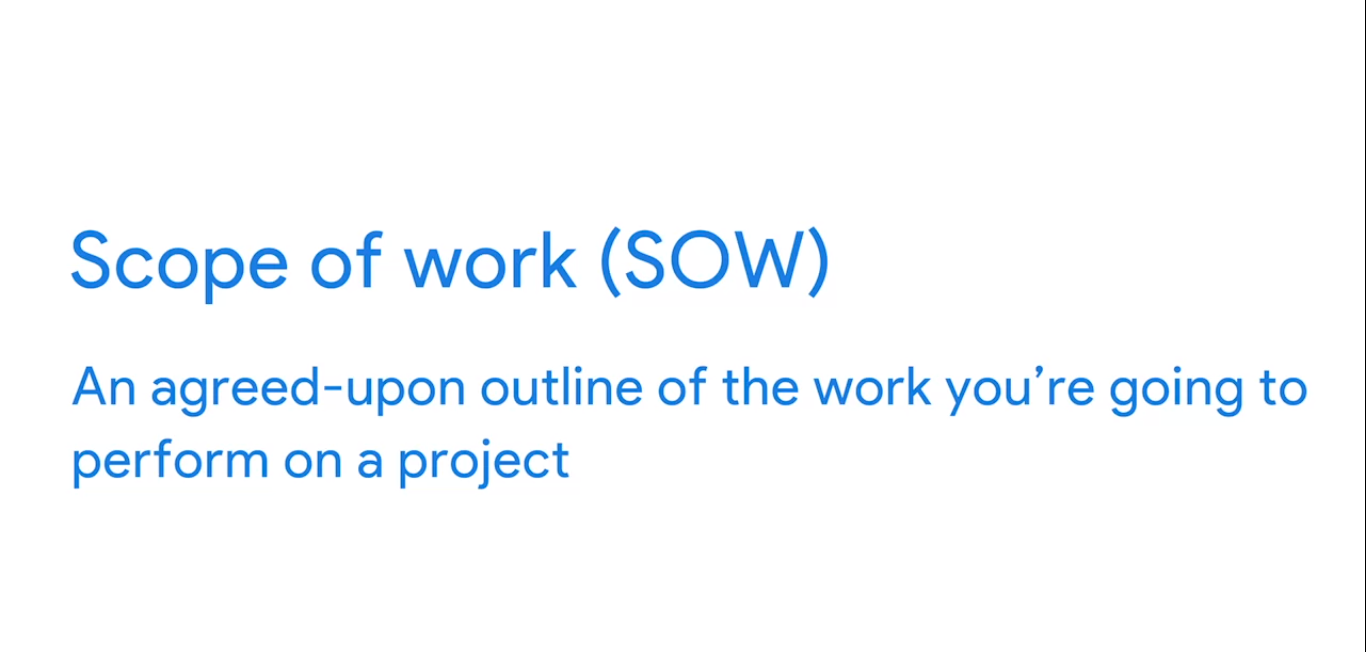 Scope of work (SOW)
An agreed-upon outline of the work you’re going to
perform on a project